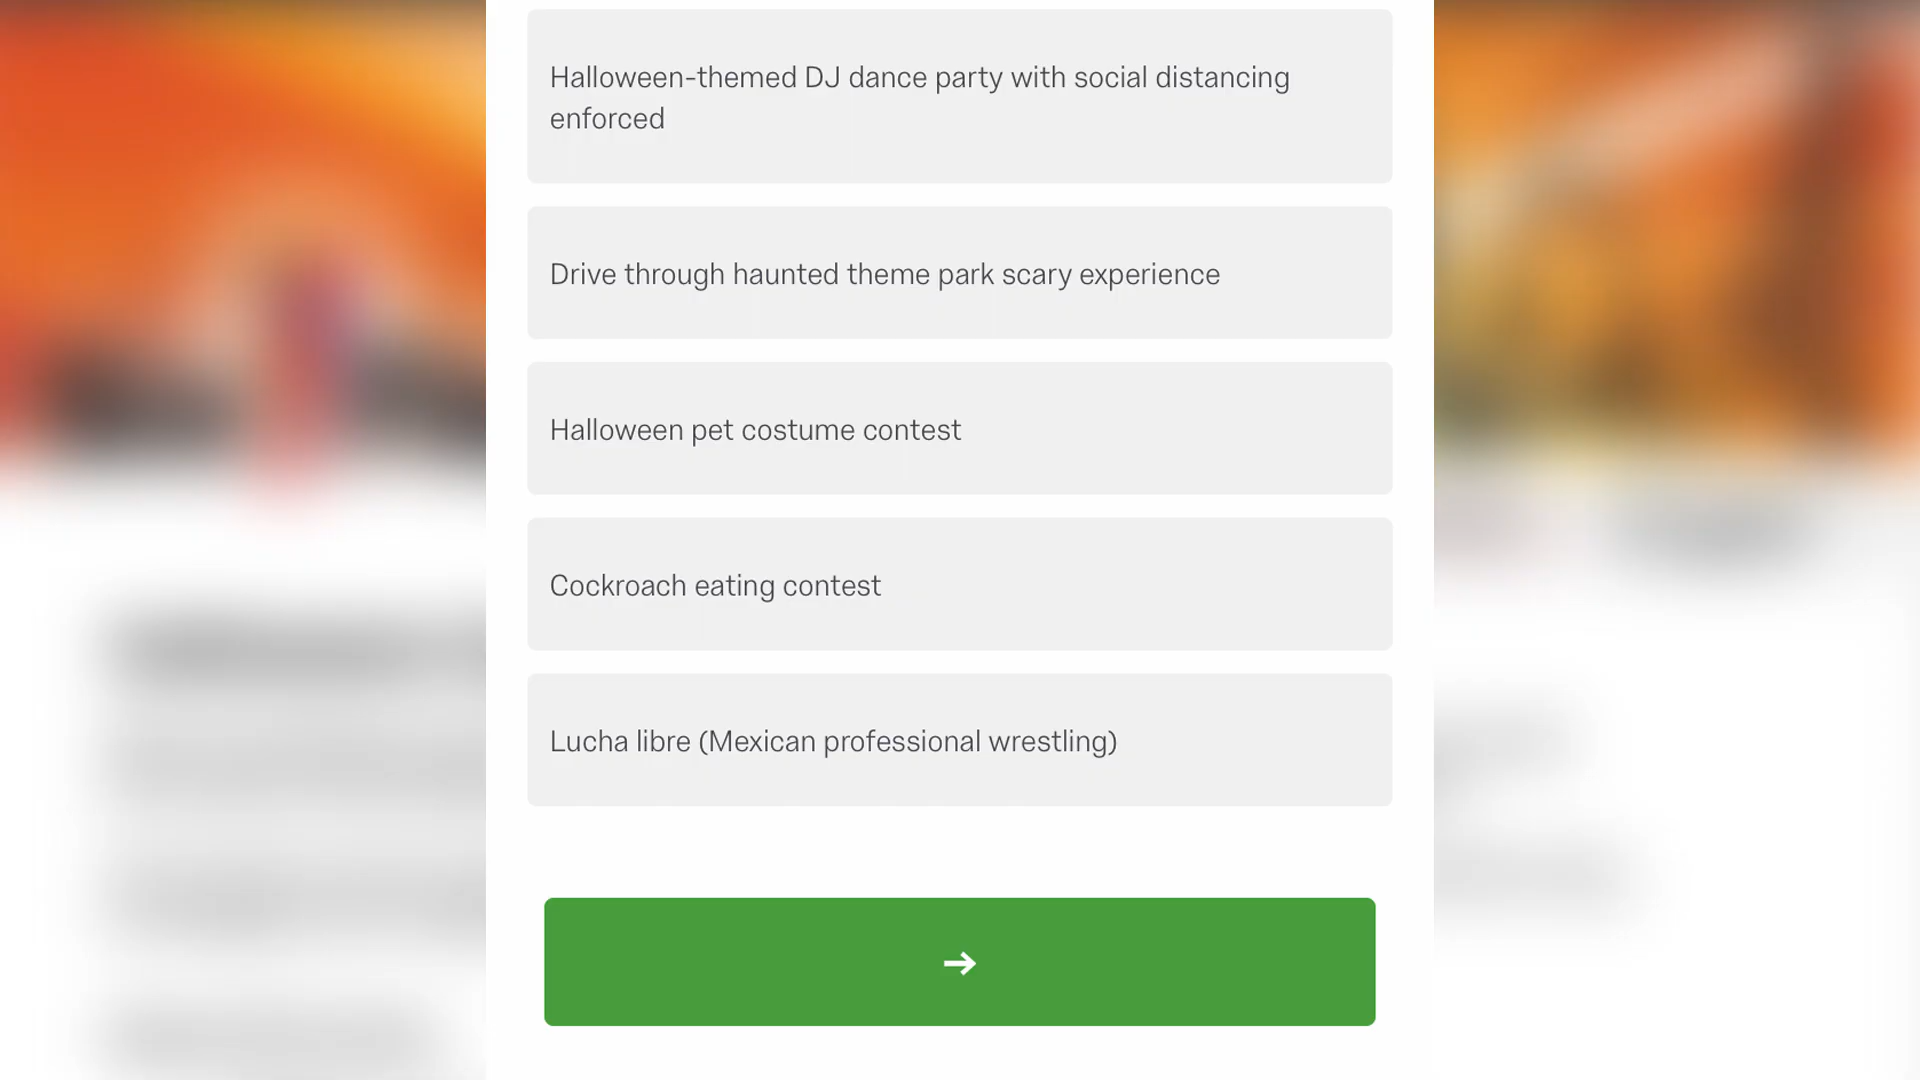 Halloween-themed DJ dance party with social distancing
enforced
Drive through haunted theme park scary experience
Halloween pet costume contest
Cockroach eating contest
Lucha libre (Mexican professional wrestling)